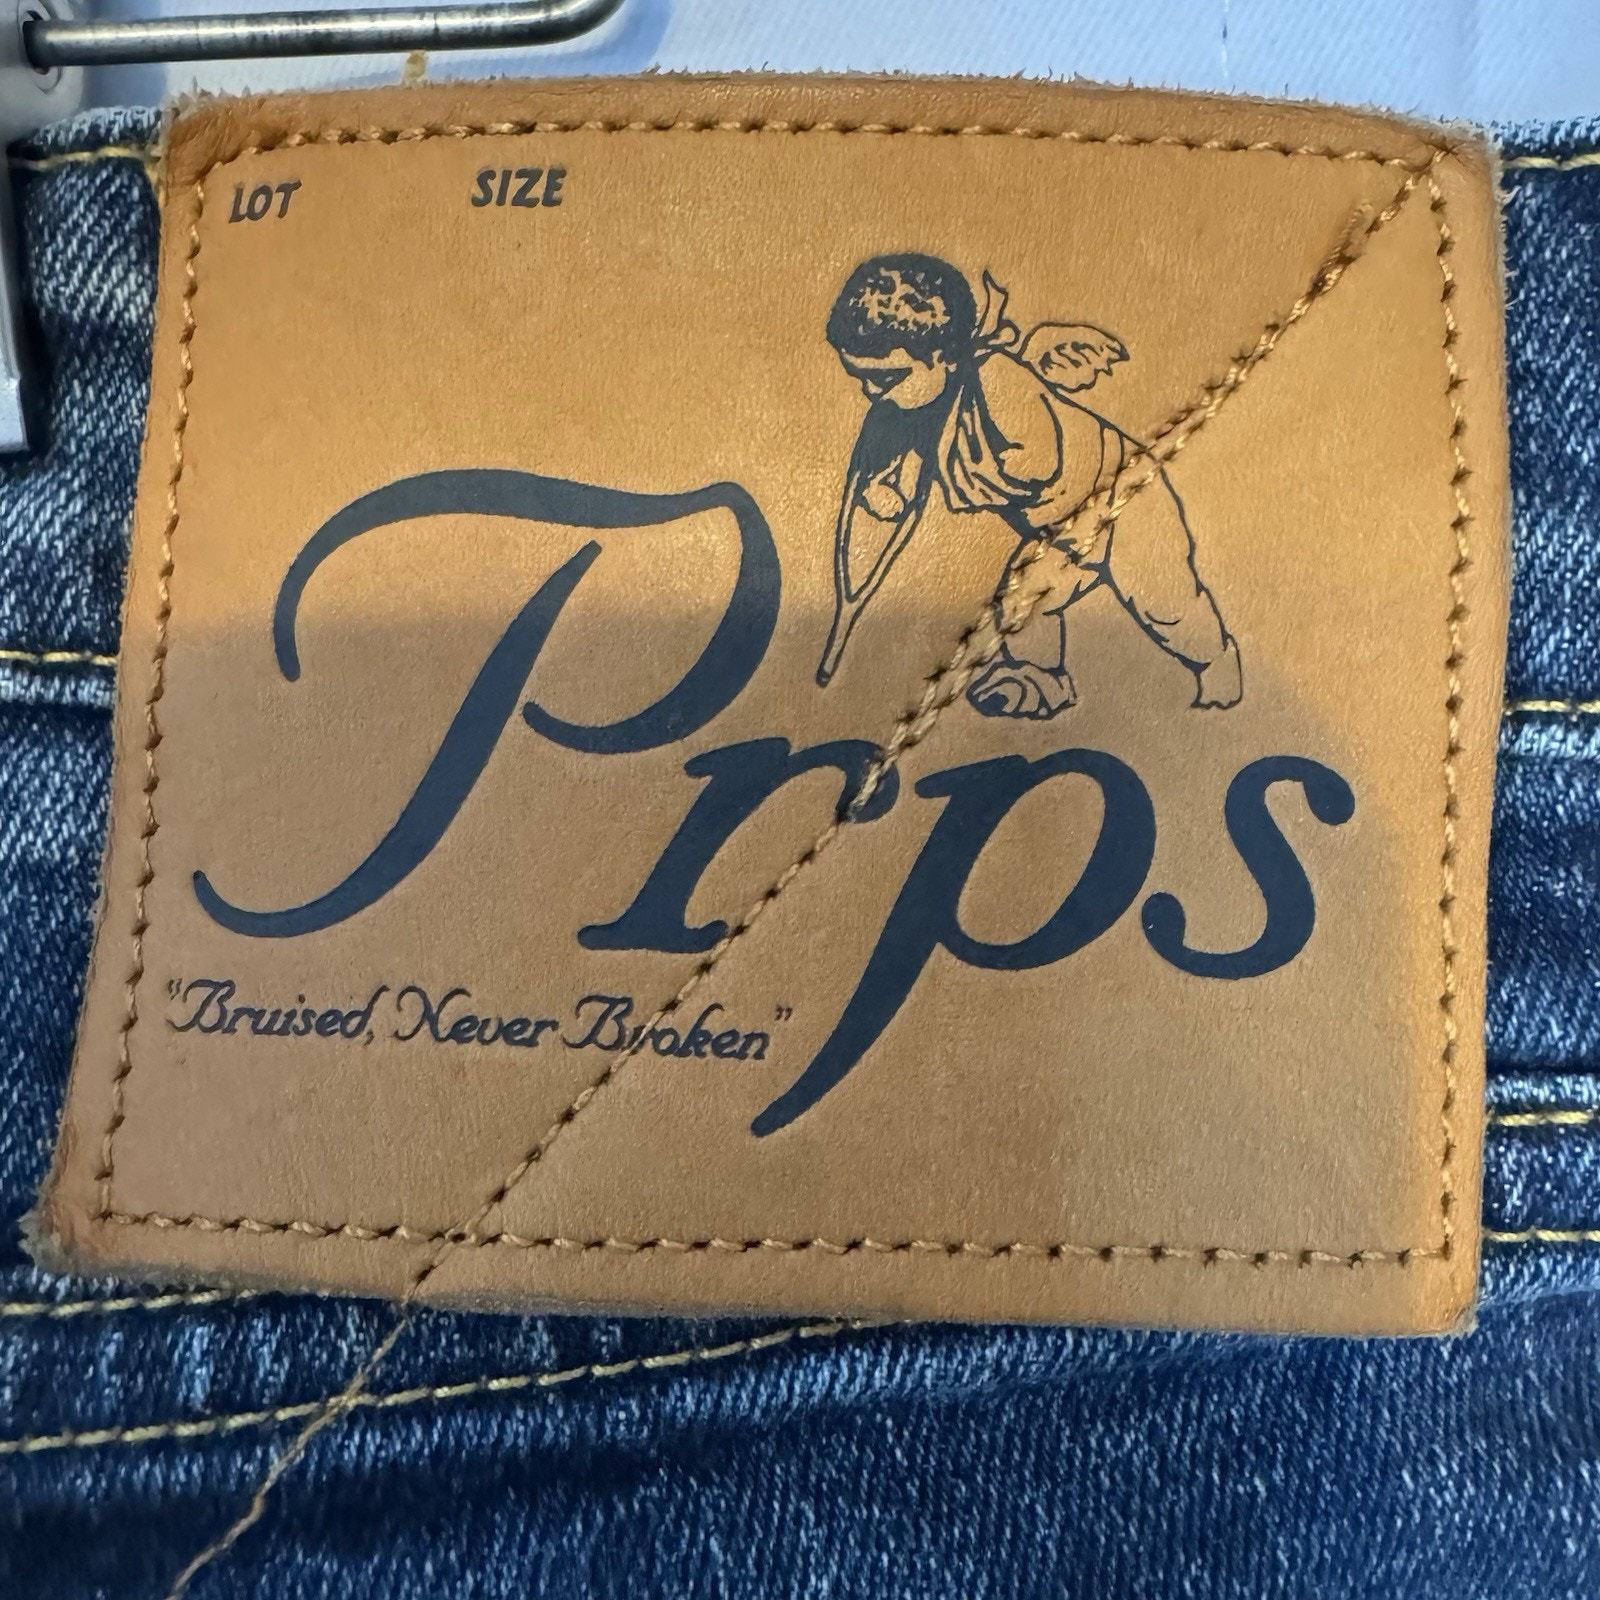 LOT SIZE
Prps
"Bruised, Never Broken"